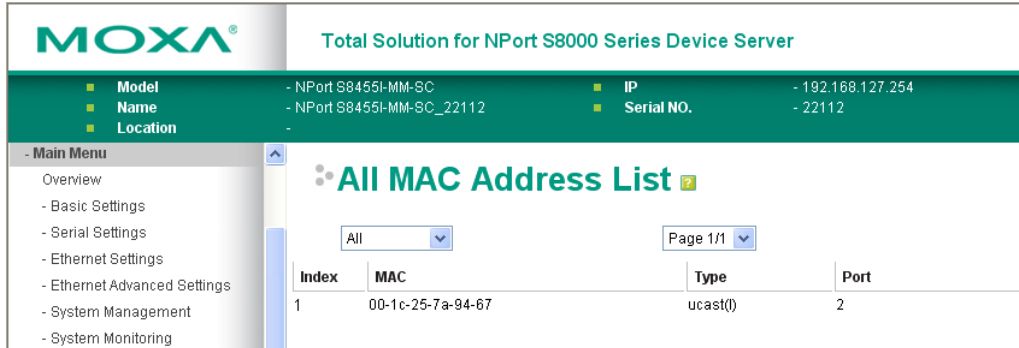 MOXA®
Total Solution for NPort S8000 Series Device Server
Model - NPort S8455I-MM-SC IP - 192.168.127.254
Name - NPort S8455I-MM-SC_22112 Serial NO. - 22112
Location -
- Main Menu
Overview
- Basic Settings
- Serial Settings
- Ethernet Settings
- Ethernet Advanced Settings
- System Management
- System Monitoring
All MAC Address List ?
All Page 1/1
Index MAC Type Port
1 00-1c-25-7a-94-67 ucast(l) 2